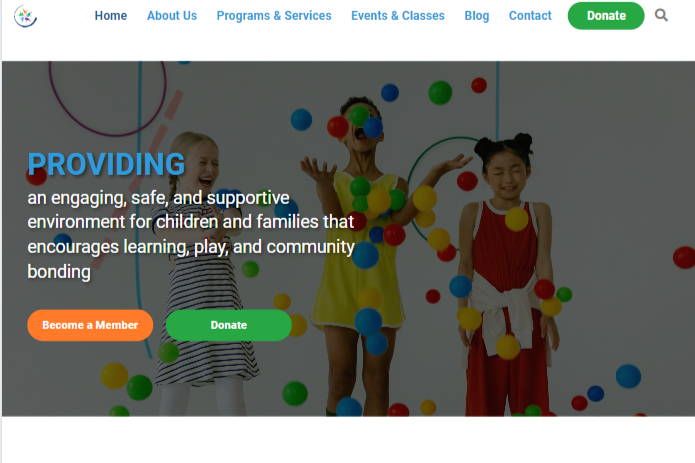 Home About Us Programs & Services Events & Classes Blog Contact Donate
PROVIDING
an engaging, safe, and supportive
environment for children and families that
encourages learning, play, and community
bonding
Become a Member Donate